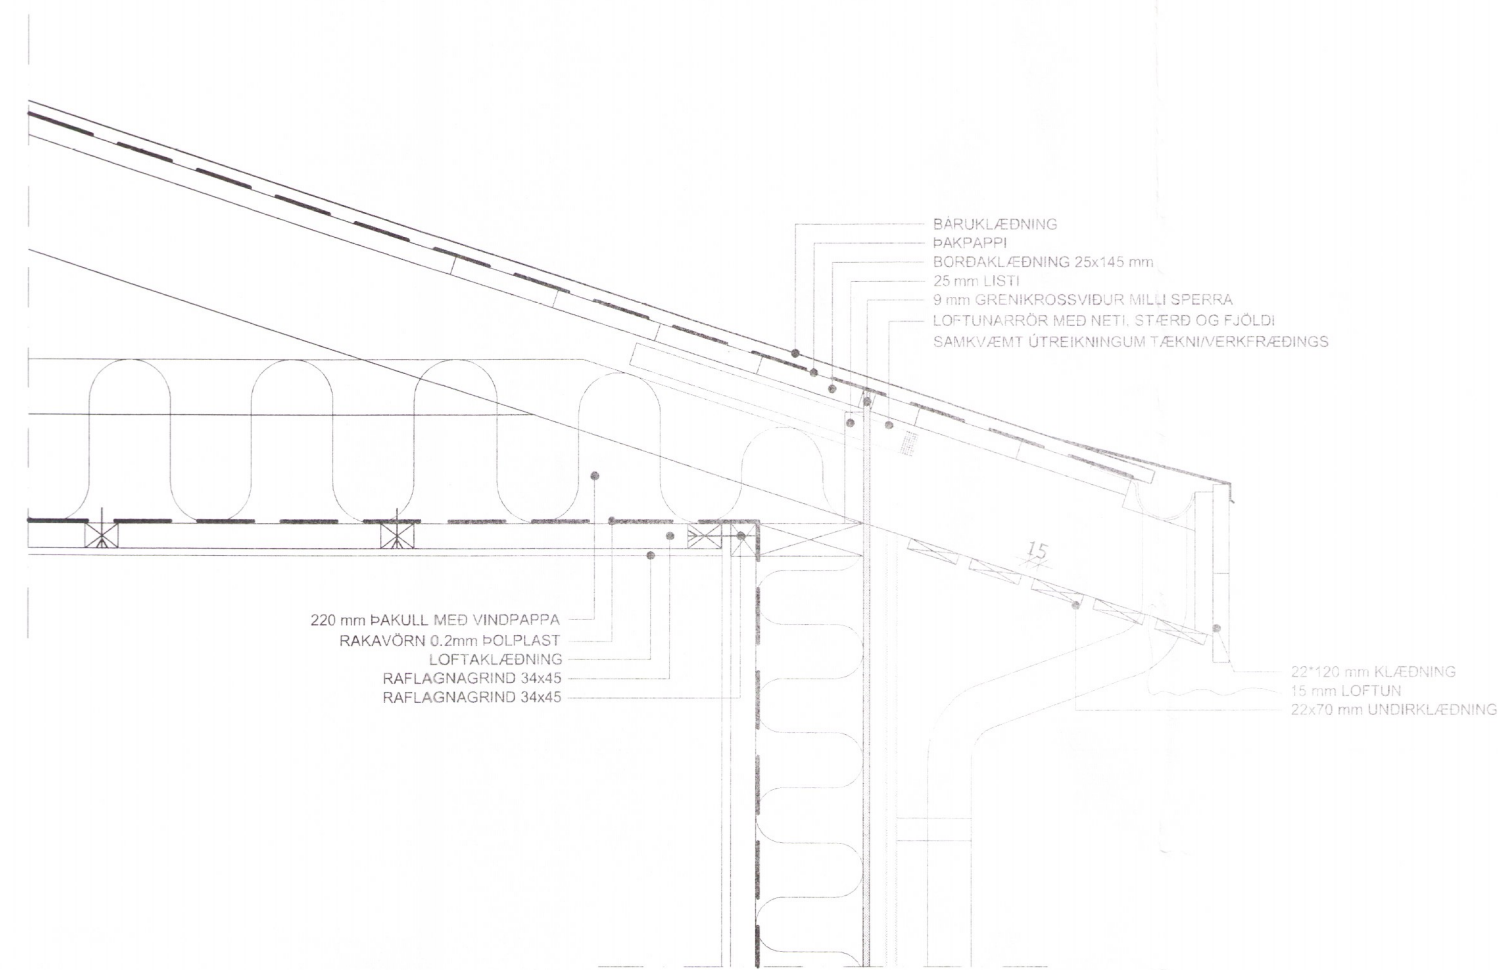 BÁRUKLÆÐNING
ÞAKPAPPI
BORÐAKLÆÐNING 25x145 mm
25 mm LISTI
9 mm GRENIKROSSVIÐUR MILLI SPERRA
LOFTUNARRÖR MEÐ NETI, STÆRÐ OG FJÖLDI
SAMKVÆMT ÚTREIKNINGUM TÆKNI/VERKFRÆÐINGS
15
220 mm ÞAKULL MEÐ VINDPAPPA
RAKAVÖRN 0.2mm ÞOLPLAST
LOFTAKLÆÐNING
RAFLAGNAGRIND 34x45
RAFLAGNAGRIND 34x45
22*120 mm KLÆÐNING
15 mm LOFTUN
22x70 mm UNDIRKLÆÐNING